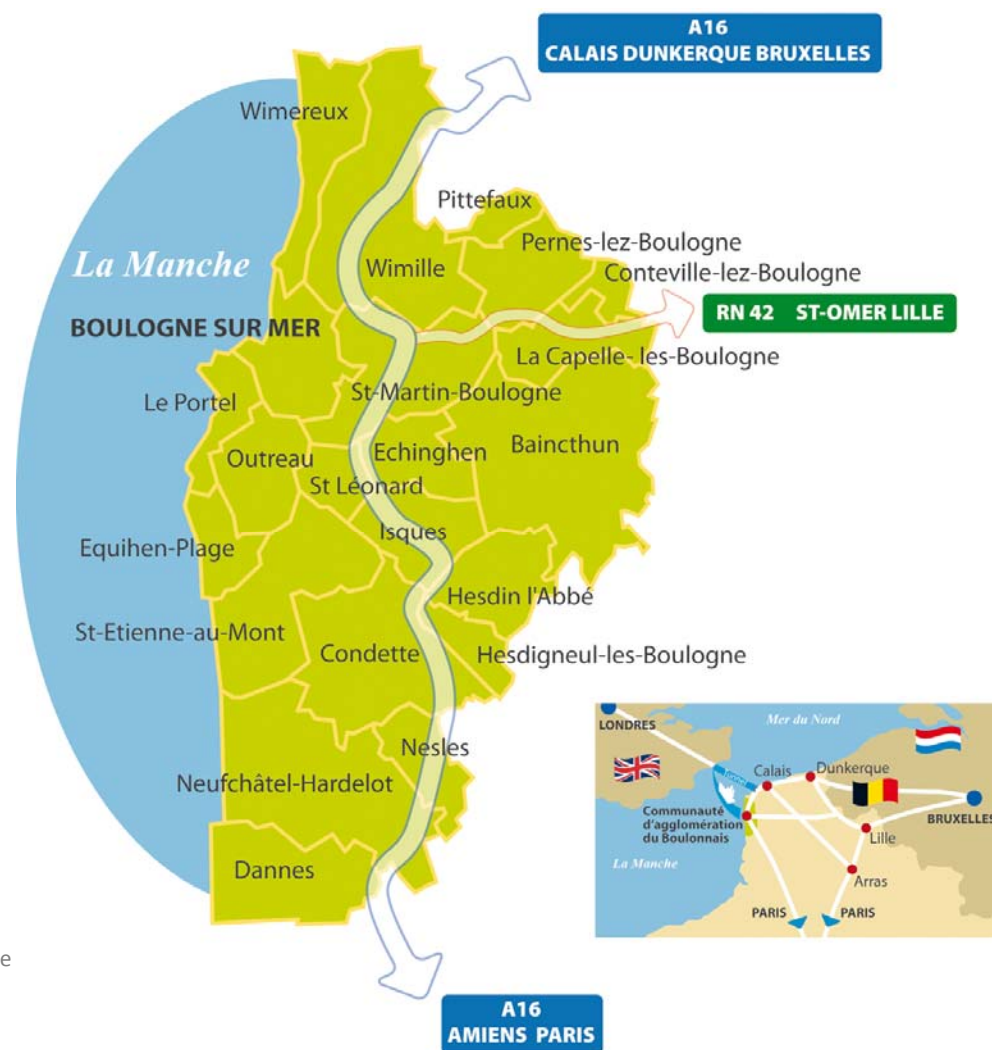 A16
CALAIS DUNKERQUE BRUXELLES
Wimereux
Pittefaux
Pernes-lez-Boulogne
La Manche
Wimille
Conteville-lez-Boulogne
RN 42 ST-OMER LILLE
BOULOGNE SUR MER
La Capelle- les-Boulogne
St-Martin-Boulogne
Le Portel
Baincthun
Echinghen
Outreau
St Léonard
Isques
Equihen-Plage
Hesdin l'Abbé
St-Etienne-au-Mont
Condette
Hesdigneul-les-Boulogne
Nesles
Neufchâtel-Hardelot
Dannes
LONDRES
Mer du Nord
Tunnel
Calais
Dunkerque
BRUXELLES
Communauté
d'agglomération
du Boulonnais
Lille
La Manche
Arras
PARIS
PARIS
e
A16
AMIENS PARIS